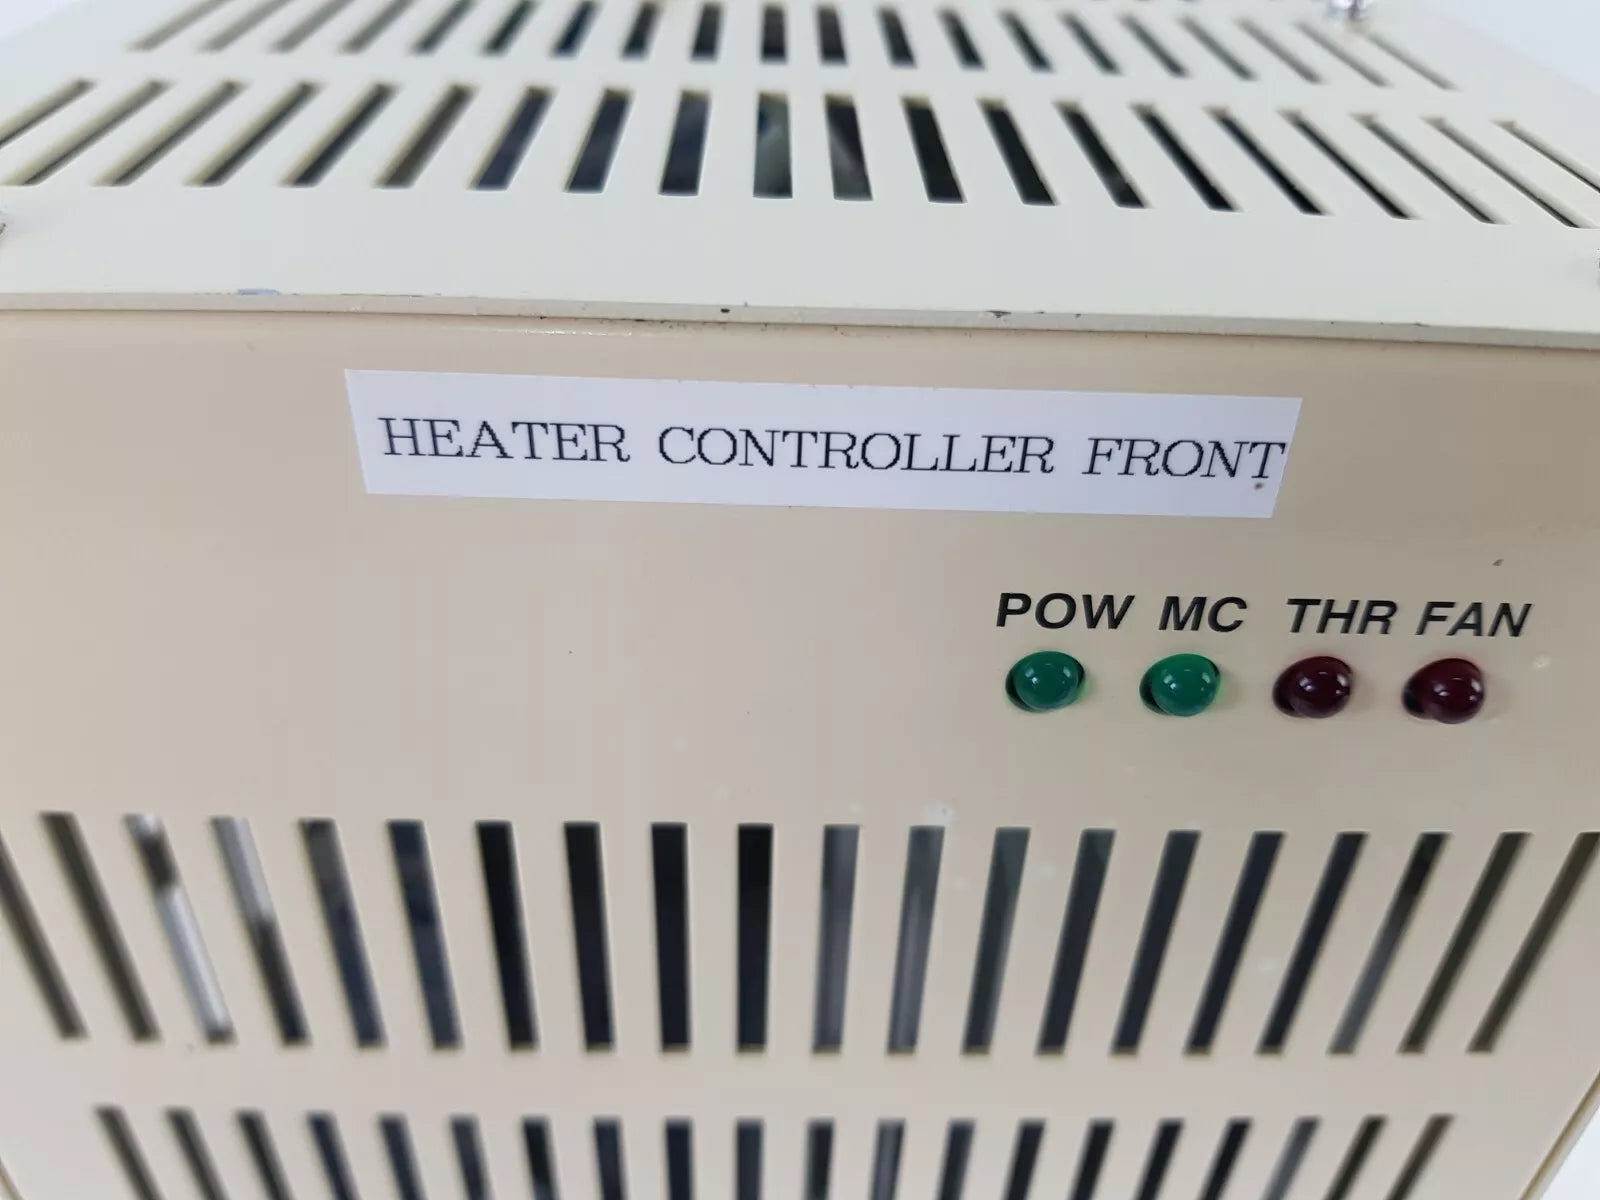 HEATER CONTROLLER FRONT
POW MC THR FAN